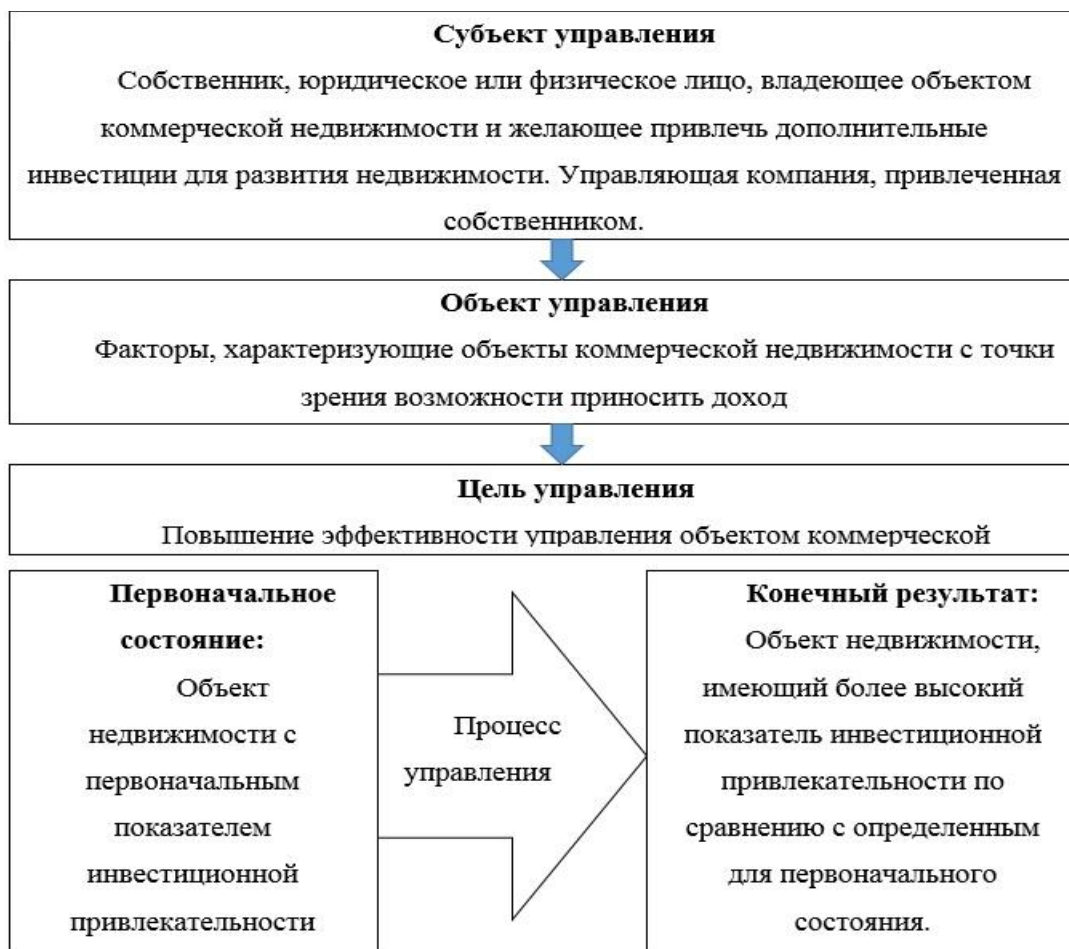 Субъект управления
Собственник, юридическое или физическое лицо, владеющее объектом
коммерческой недвижимости и желающее привлечь дополнительные
инвестиции для развития недвижимости. Управляющая компания, привлеченная
собственником.
Объект управления
Факторы, характеризующие объекты коммерческой недвижимости с точки
зрения возможности приносить доход
Цель управления
Повышение эффективности управления объектом коммерческой
Первоначальное
состояние:
Объект
недвижимости с
первоначальным
показателем
инвестиционной
привлекательности
Процесс
управления
Конечный результат:
Объект недвижимости,
имеющий более высокий
показатель инвестиционной
привлекательности по
сравнению с определенным
для первоначального
состояния.